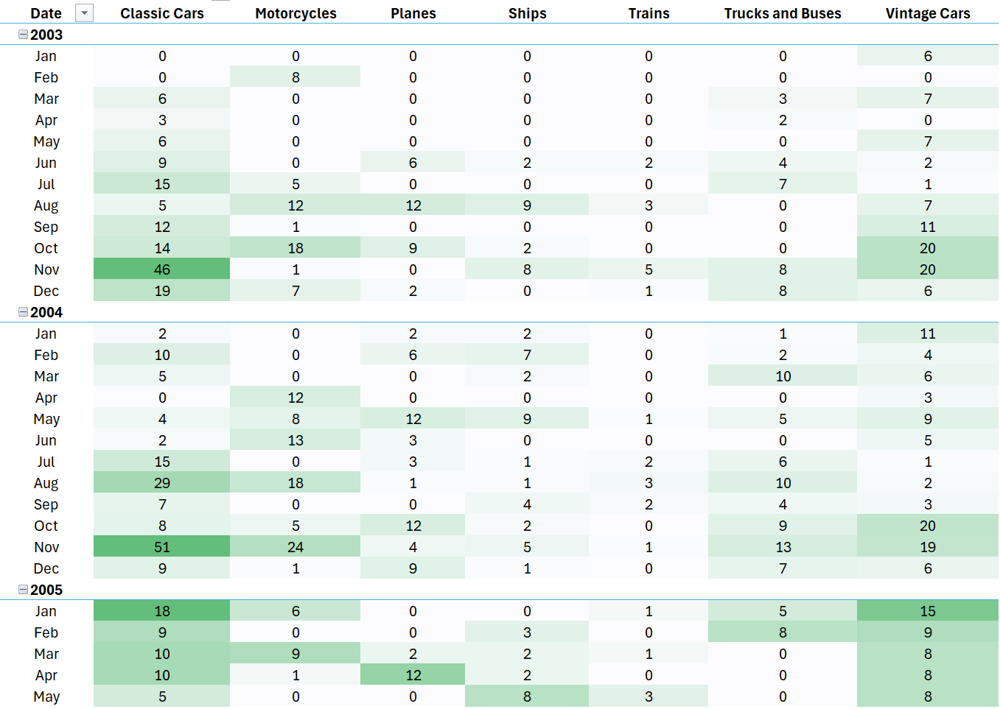 Date Classic Cars Motorcycles Planes Ships Trains Trucks and Buses Vintage Cars
2003
Jan 0 0 0 0 0 0 6
Feb 0 8 0 0 0 0 0
Mar 6 0 0 0 0 3 7
Apr 3 0 0 0 0 2 0
May 6 0 0 0 0 0 7
Jun 9 0 6 2 2 4 2
Jul 15 5 0 0 0 7 1
Aug 5 12 12 9 3 0 7
Sep 12 1 0 0 0 0 11
Oct 14 18 9 2 0 0 20
Nov 46 1 0 8 5 8 20
Dec 19 7 2 0 1 8 6
2004
Jan 2 0 2 2 0 1 11
Feb 10 0 6 7 0 2 4
Mar 5 0 0 2 0 10 6
Apr 0 12 0 0 0 0 3
May 4 8 12 9 1 5 9
Jun 2 13 3 0 0 0 5
Jul 15 0 3 1 2 6 1
Aug 29 18 1 1 3 10 2
Sep 7 0 0 4 2 4 3
Oct 8 5 12 2 0 9 20
Nov 51 24 4 5 1 13 19
Dec 9 1 9 1 0 7 6
2005
Jan 18 6 0 0 1 5 15
Feb 9 0 0 3 0 8 9
Mar 10 9 2 2 1 0 8
Apr 10 1 12 2 0 0 8
May 5 0 0 8 3 0 8